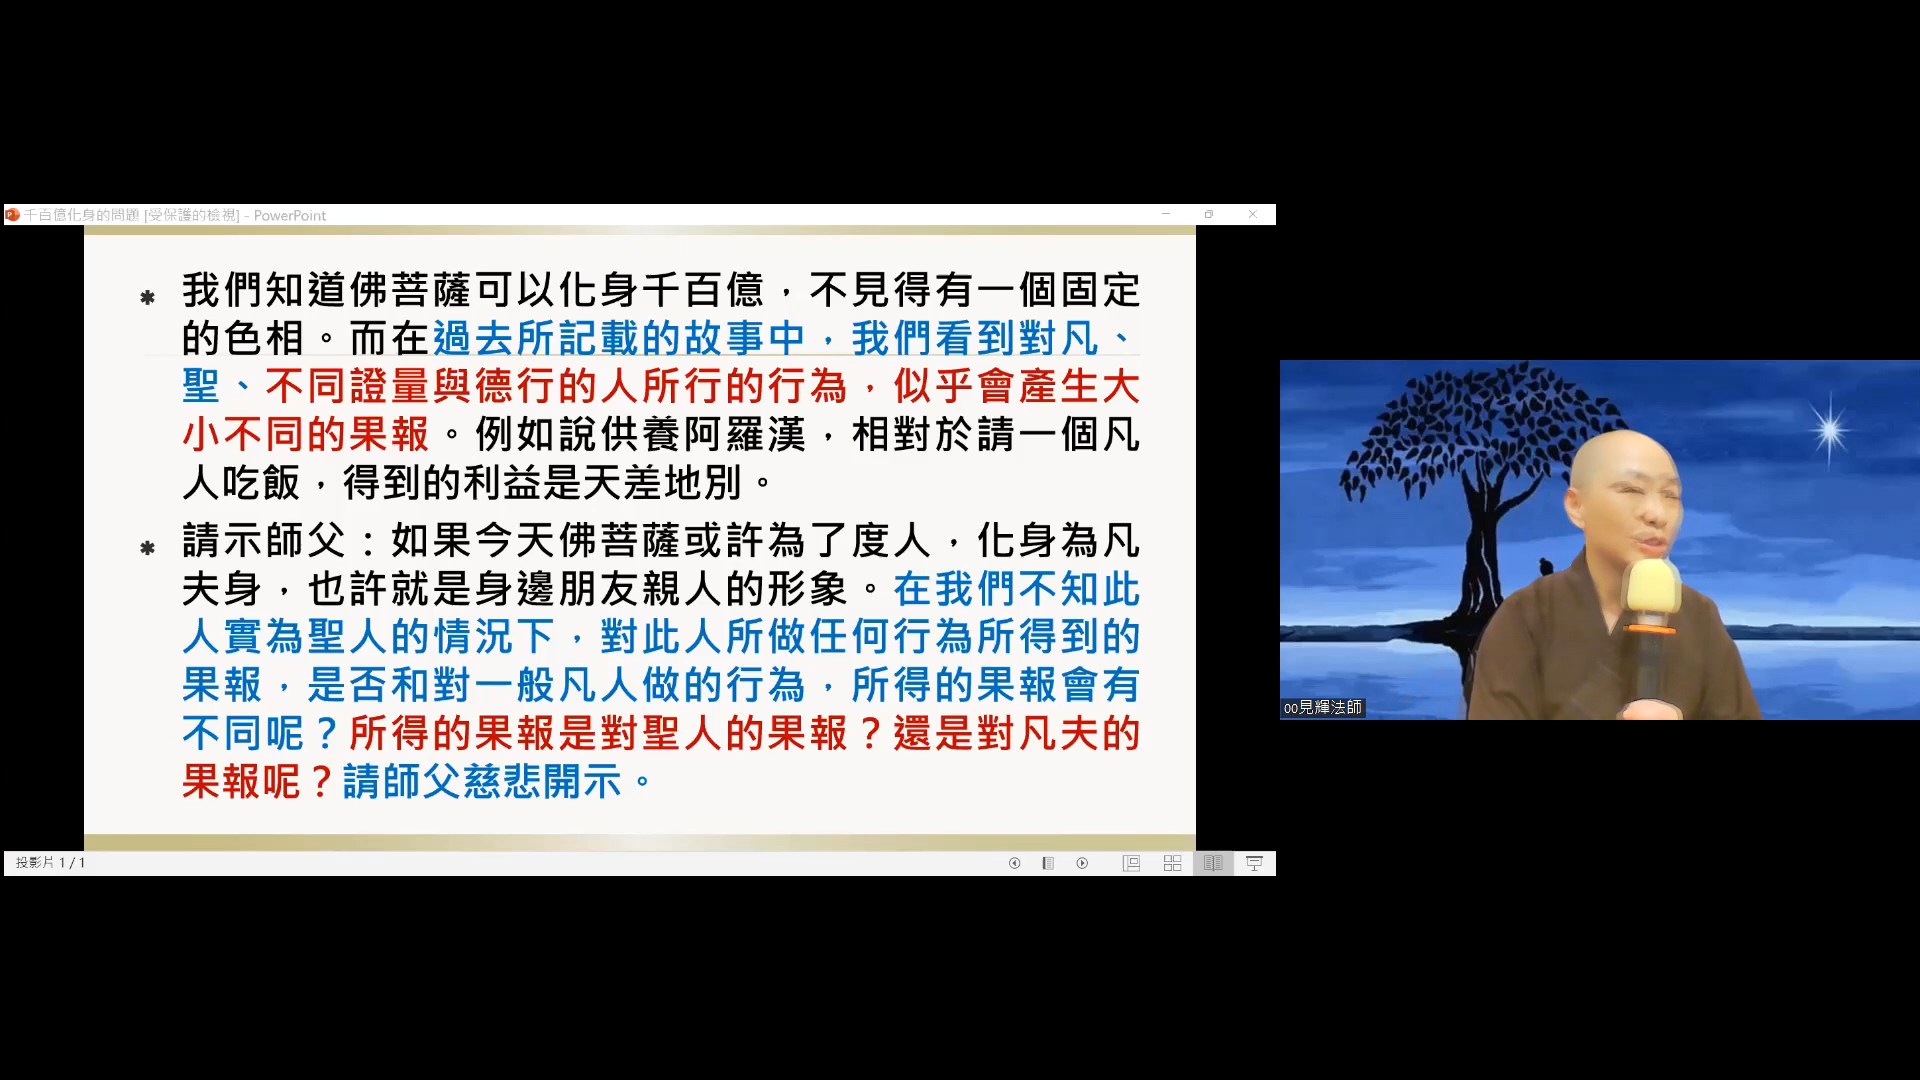 千百億化身的問題 [受保護的檢視] - PowerPoint
* 我們知道佛菩薩可以化身千百億，不見得有一個固定
的色相。而在過去所記載的故事中，我們看到對凡、
聖、不同證量與德行的人所行的行為，似乎會產生大
小不同的果報。例如說供養阿羅漢，相對於請一個凡
人吃飯，得到的利益是天差地別。
* 請示師父：如果今天佛菩薩或許為了度人，化身為凡
夫身，也許就是身邊朋友親人的形象。在我們不知此
人實為聖人的情況下，對此人所做任何行為所得到的
果報，是否和對一般凡人做的行為，所得的果報會有
不同呢？所得的果報是對聖人的果報？還是對凡夫的
果報呢？請師父慈悲開示。
投影片 1 / 1
00見輝法師